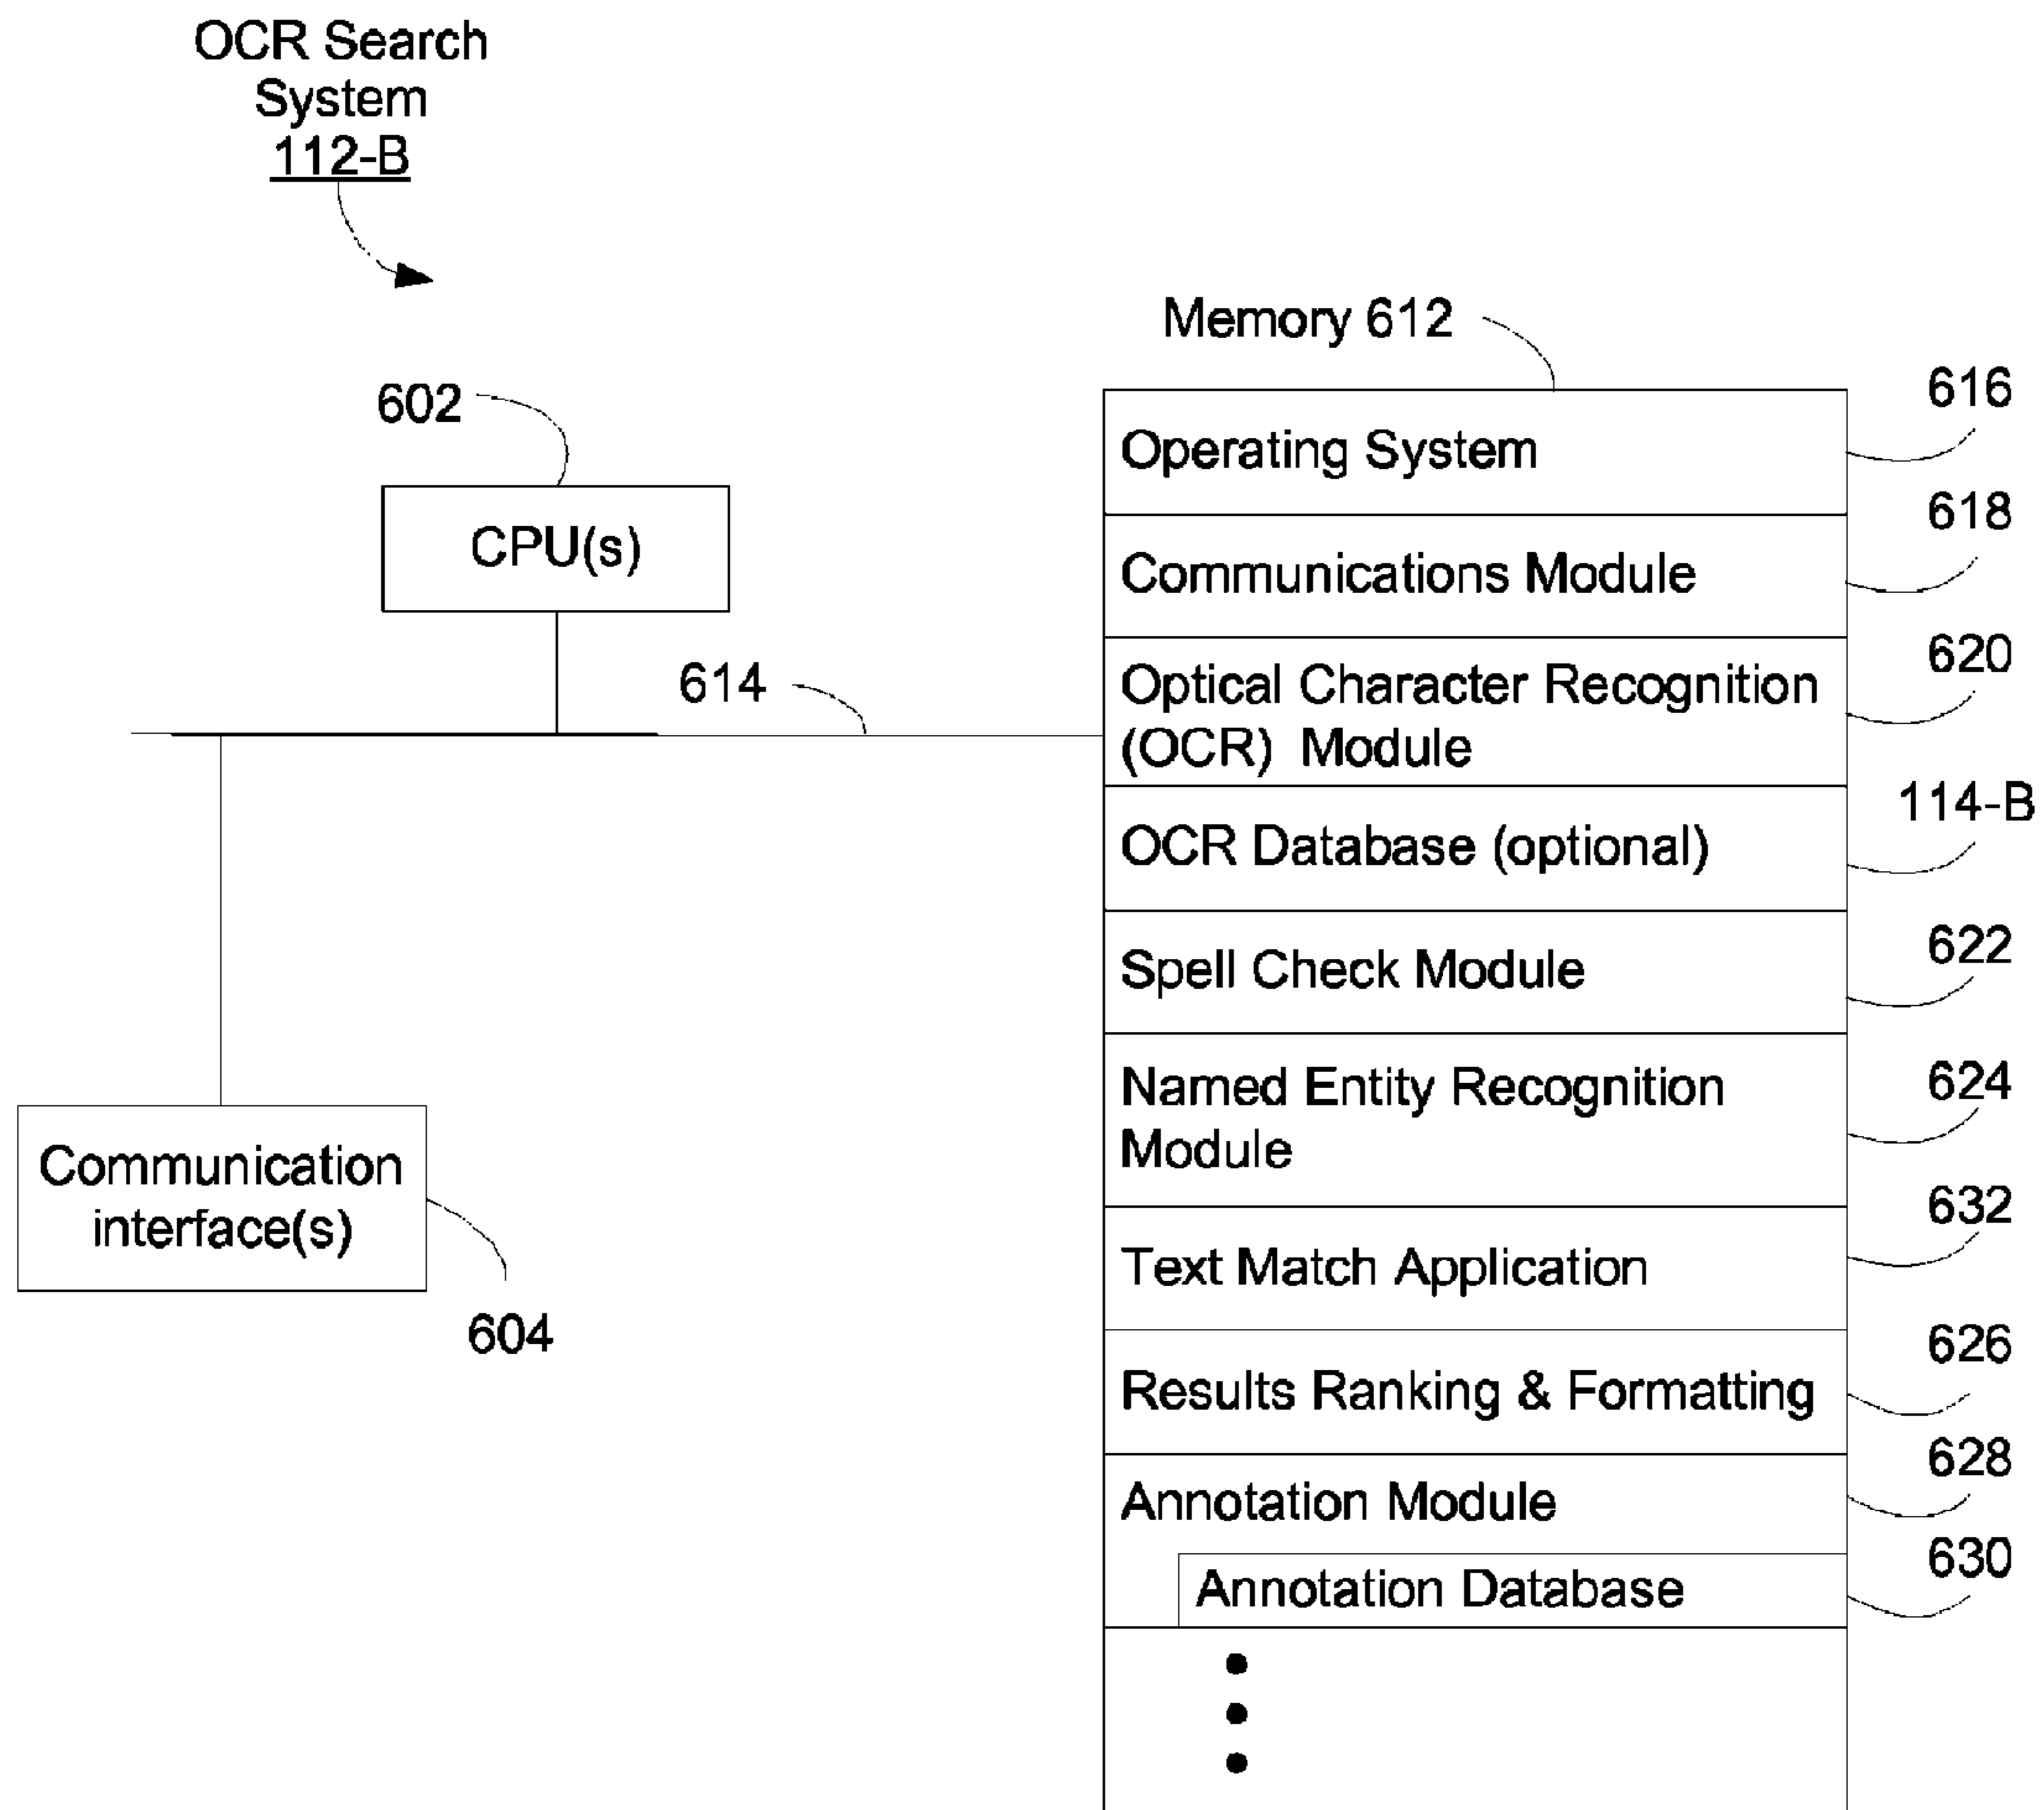 OCR Search
System
112-B
Memory 612
602
CPU(s)
614
Communication
interface(s)
604
Operating System
616
Communications Module
618
Optical Character Recognition
(OCR) Module
620
OCR Database (optional)
114-B
Spell Check Module
622
Named Entity Recognition
Module
624
Text Match Application
632
Results Ranking & Formatting
626
Annotation Module
628
Annotation Database
630